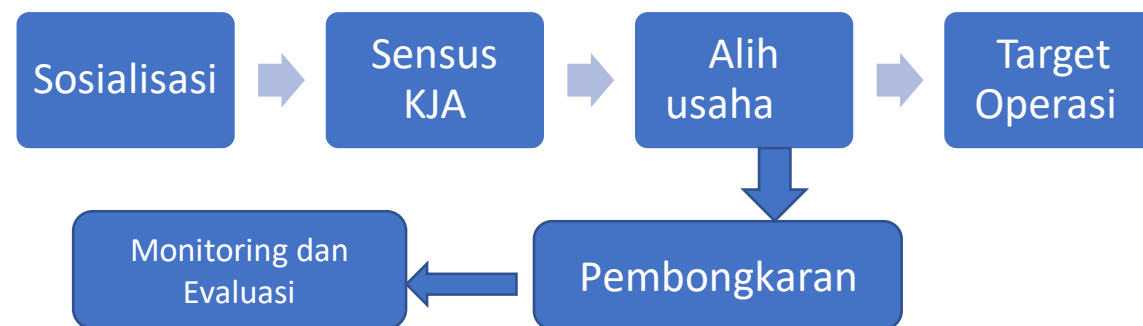 Sosialisasi
Sensus
KJA
Alih
usaha
Target
Operasi
Pembongkaran
Monitoring dan
Evaluasi